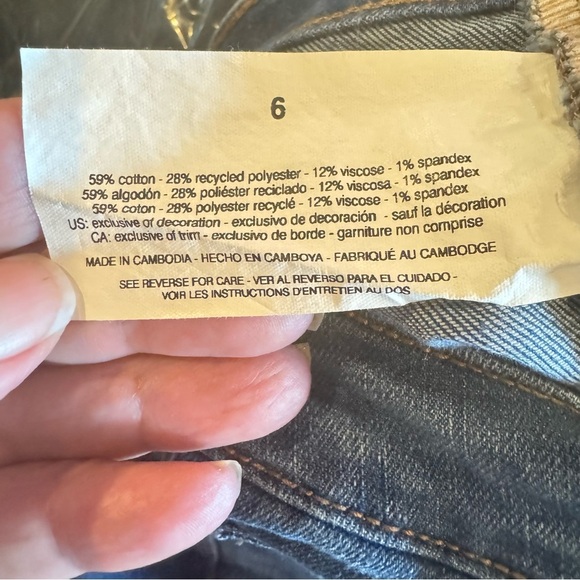 6
59% cotton - 28% recycled polyester - 12% viscose - 1% spandex
59% algodón - 28% poliéster reciclado - 12% viscosa - 1% spandex
59% coton - 28% polyester recyclé - 12% viscose - 1% spandex
US: exclusive of decoration - exclusivo de decoración - sauf la décoration
CA: exclusive of trim - exclusivo de borde - garniture non comprise
MADE IN CAMBODIA - HECHO EN CAMBOYA - FABRIQUÉ AU CAMBODGE
SEE REVERSE FOR CARE - VER AL REVERSO PARA EL CUIDADO -
VOIR LES INSTRUCTIONS D'ENTRETIEN AU DOS